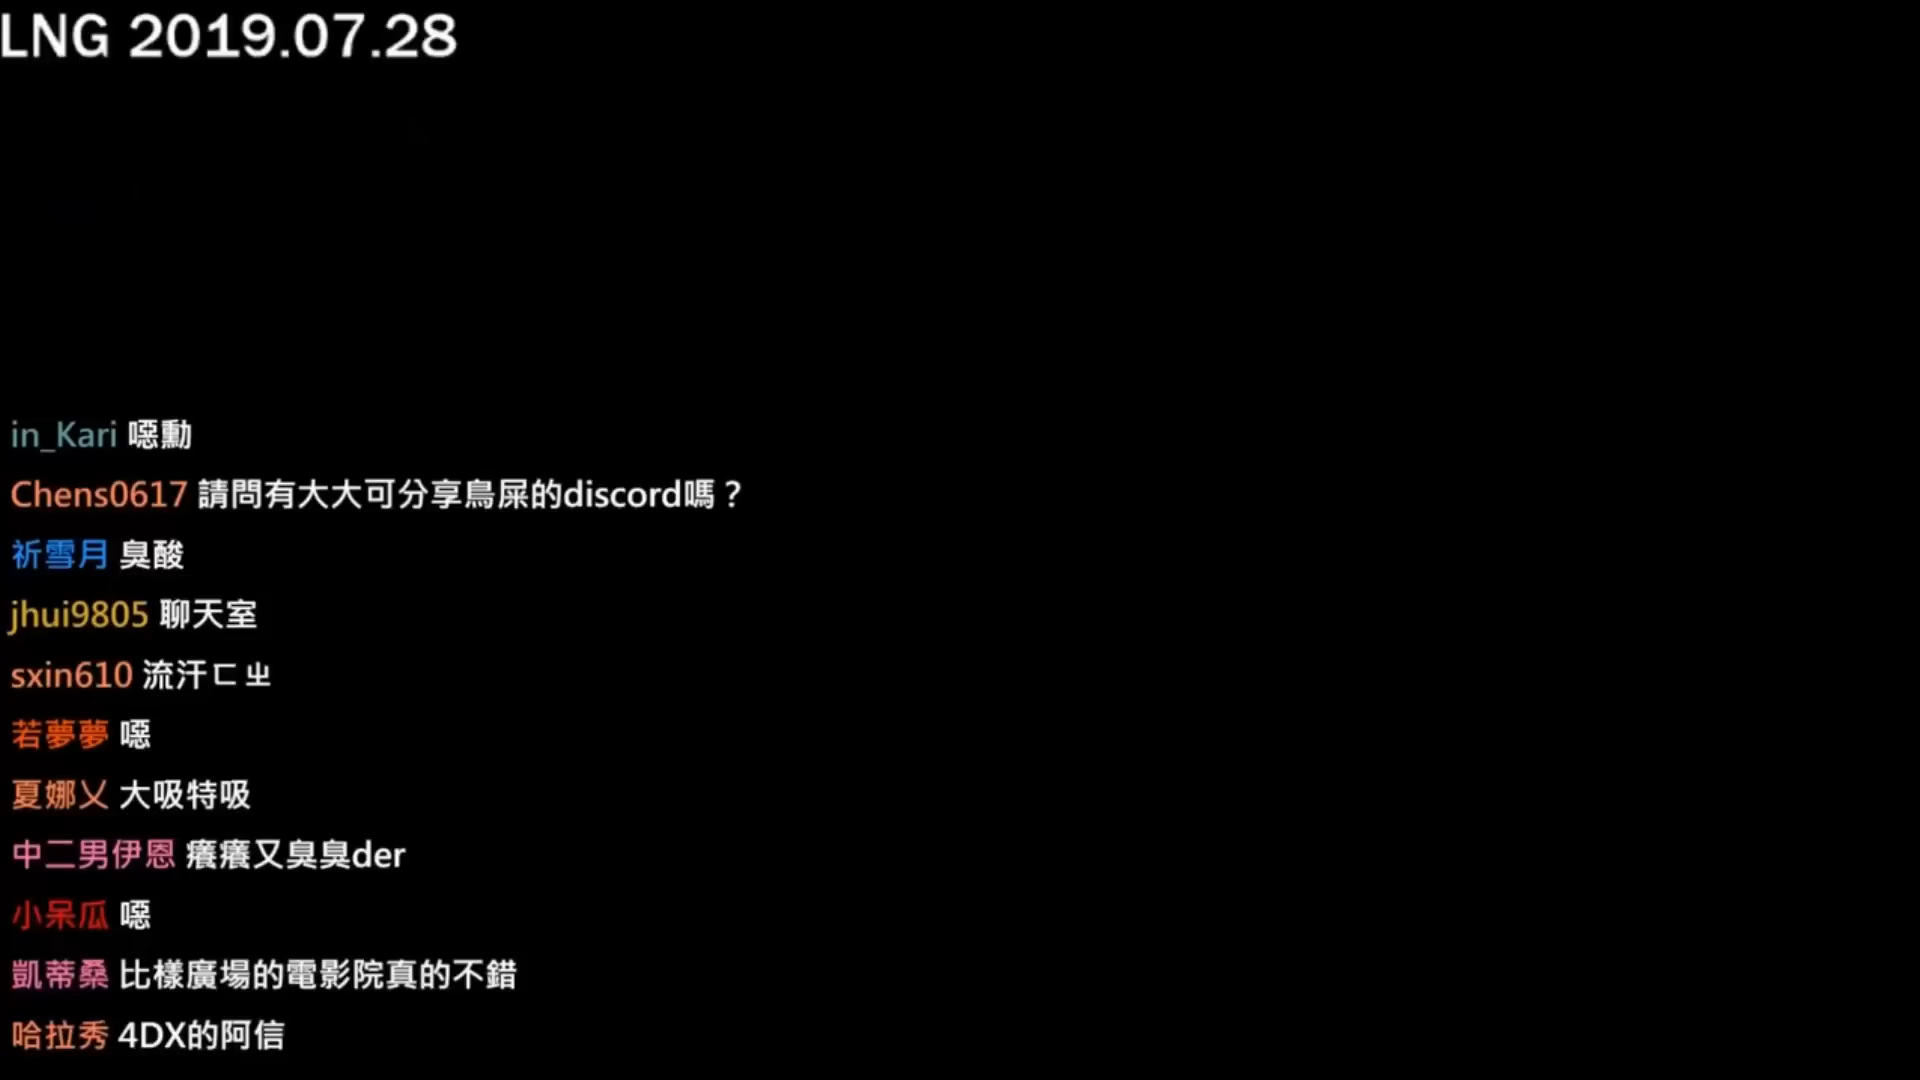 LNG 2019.07.28
in_Kari 噁勳
Chens0617 請問有大大可分享鳥屎的discord嗎？
祈雪月 臭酸
jhui9805 聊天室
sxin610 流汗ㄈㄓ
若夢夢 噁
夏娜乂 大吸特吸
中二男伊恩 癢癢又臭臭der
小呆瓜 噁
凱蒂桑 比樣廣場的電影院真的不錯
哈拉秀 4DX的阿信